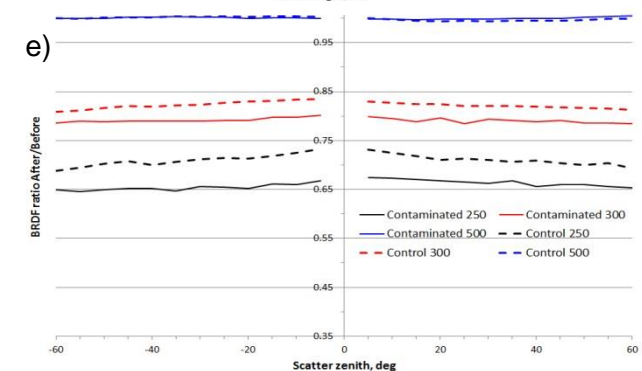 e)
0.95
0.85
0.75
0.65
0.55
0.45
0.35
BRDF ratio After/Before
Contaminated 250 Contaminated 300
Contaminated 500 Control 250
Control 300 Control 500
-60 -40 -20 0 20 40 60
Scatter zenith, deg